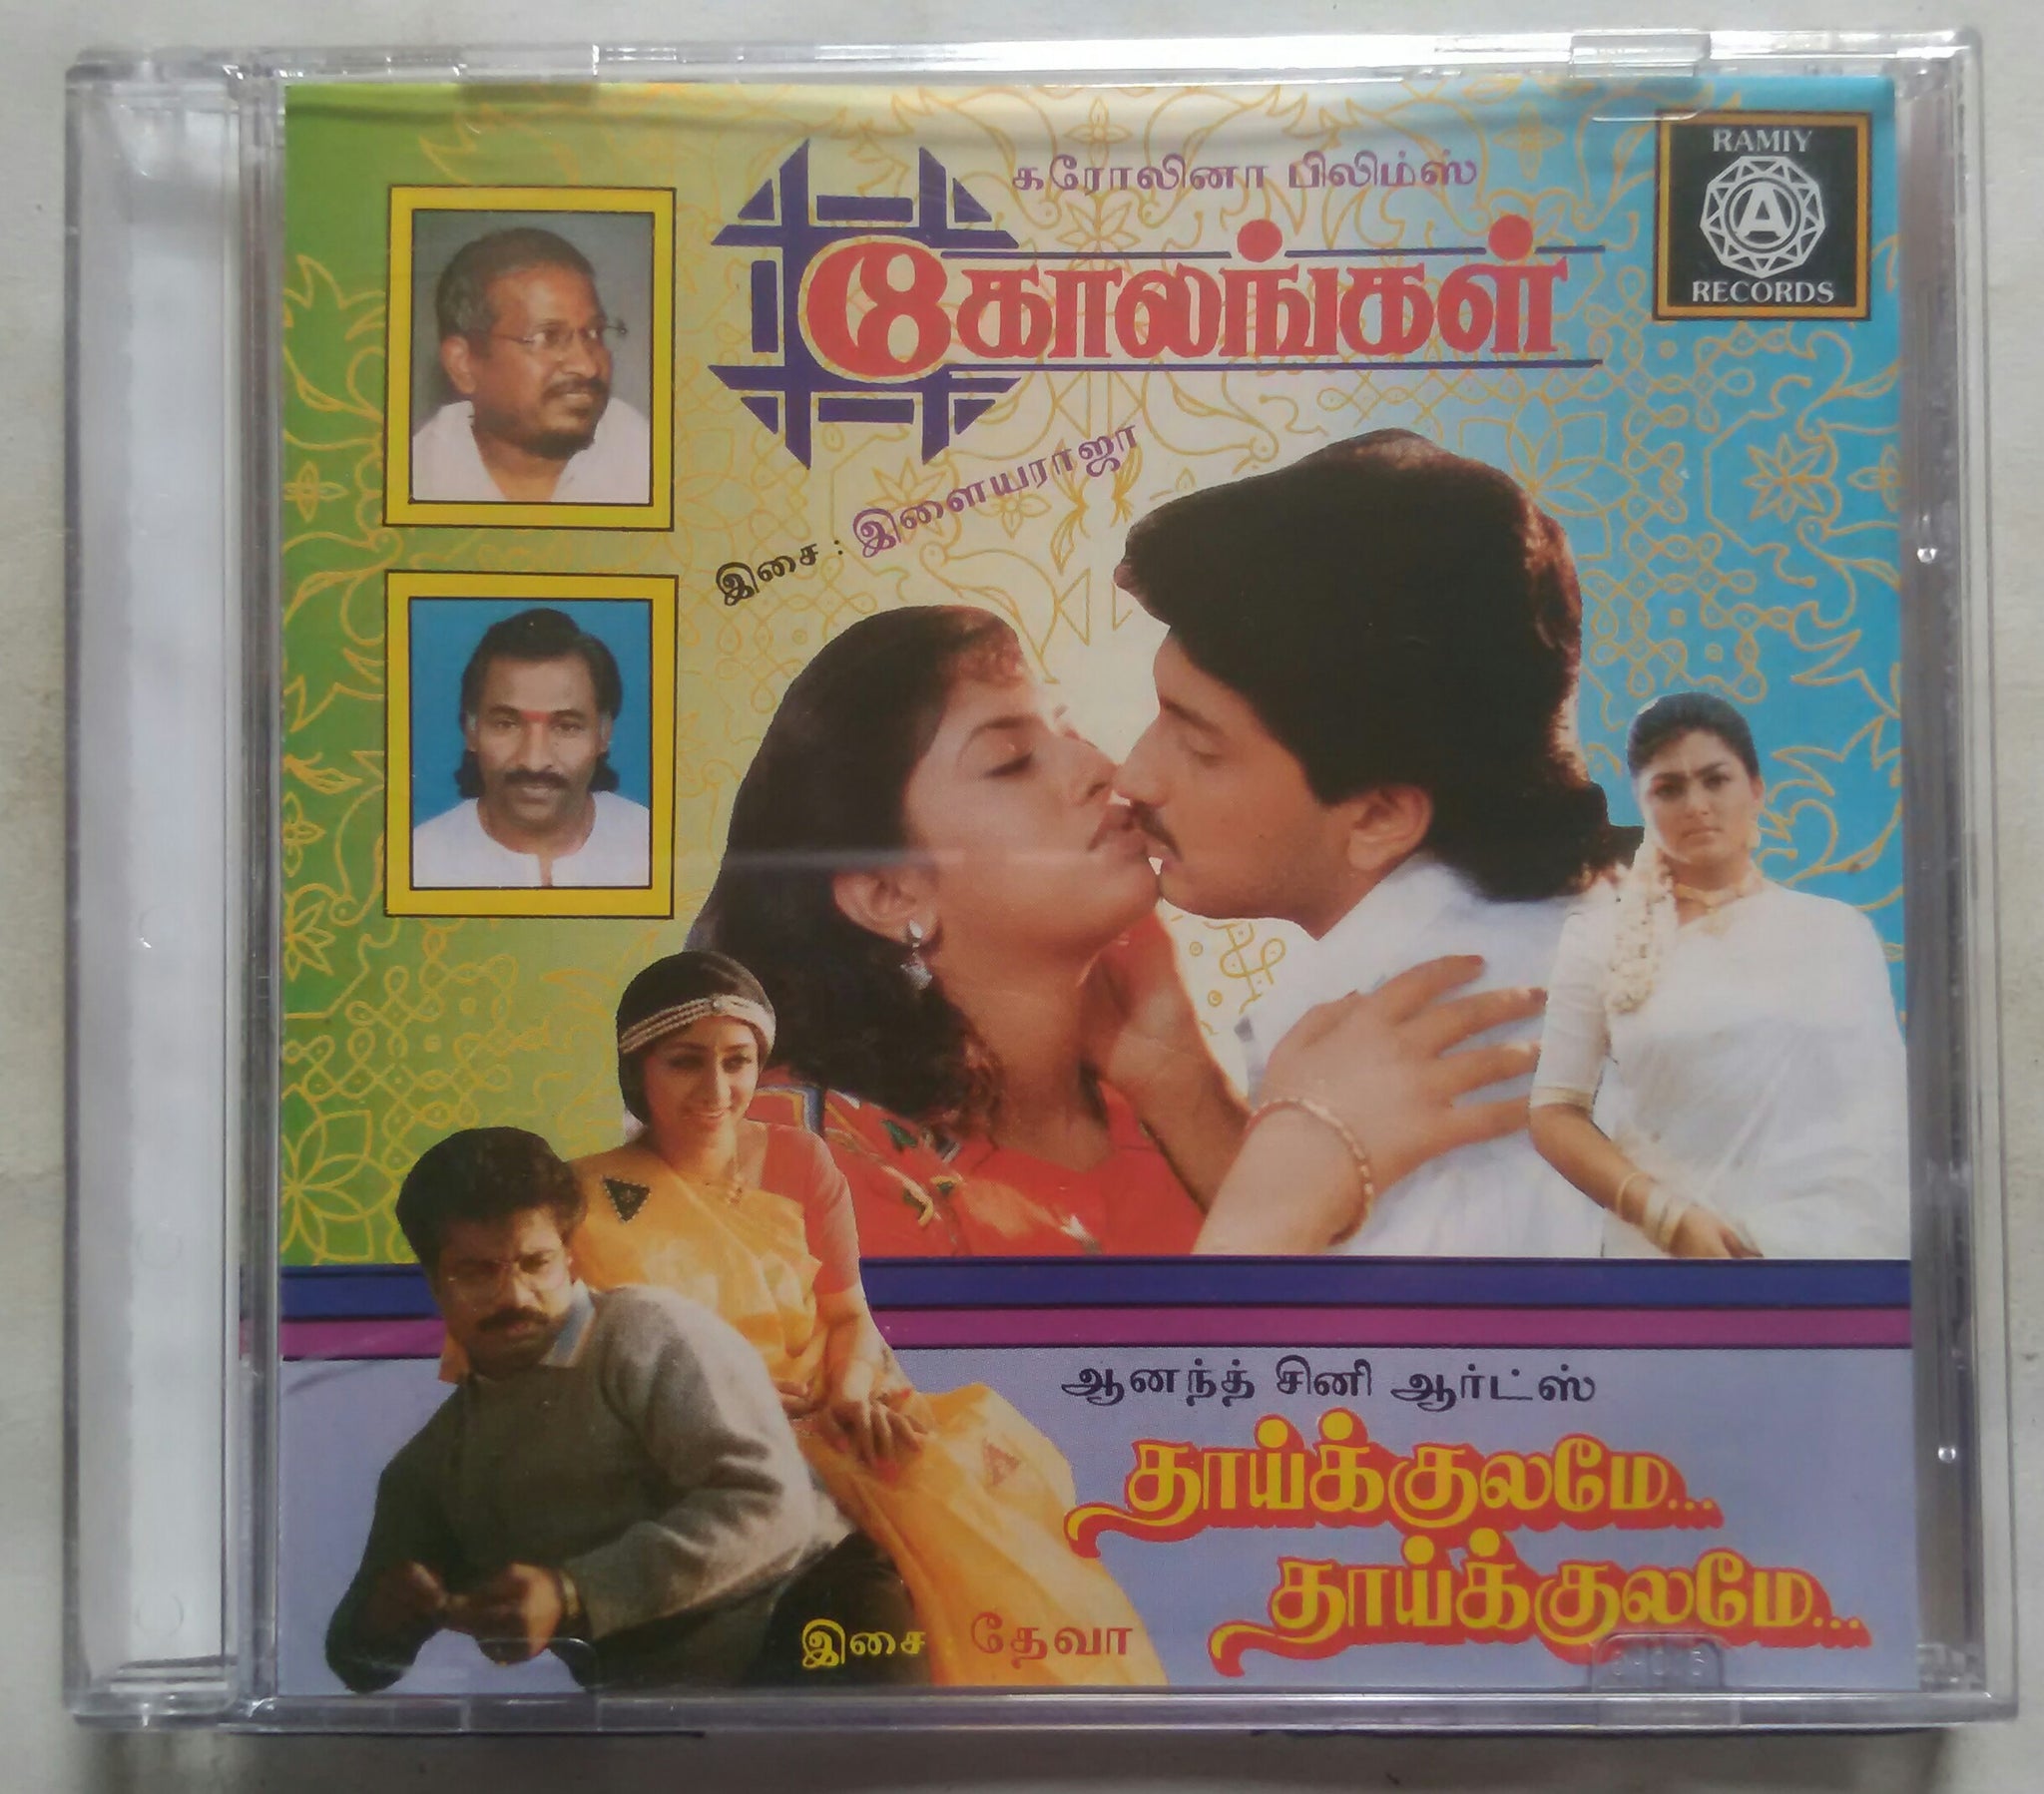 கரோலினா பிலிம்ஸ்
கோலங்கள்
RAMIY
A
RECORDS
இசை : இளையராஜா
ஆனந்த் சினி ஆர்ட்ஸ்
தாய்க்குலமே...
தாய்க்குலமே...
இசை : தேவா